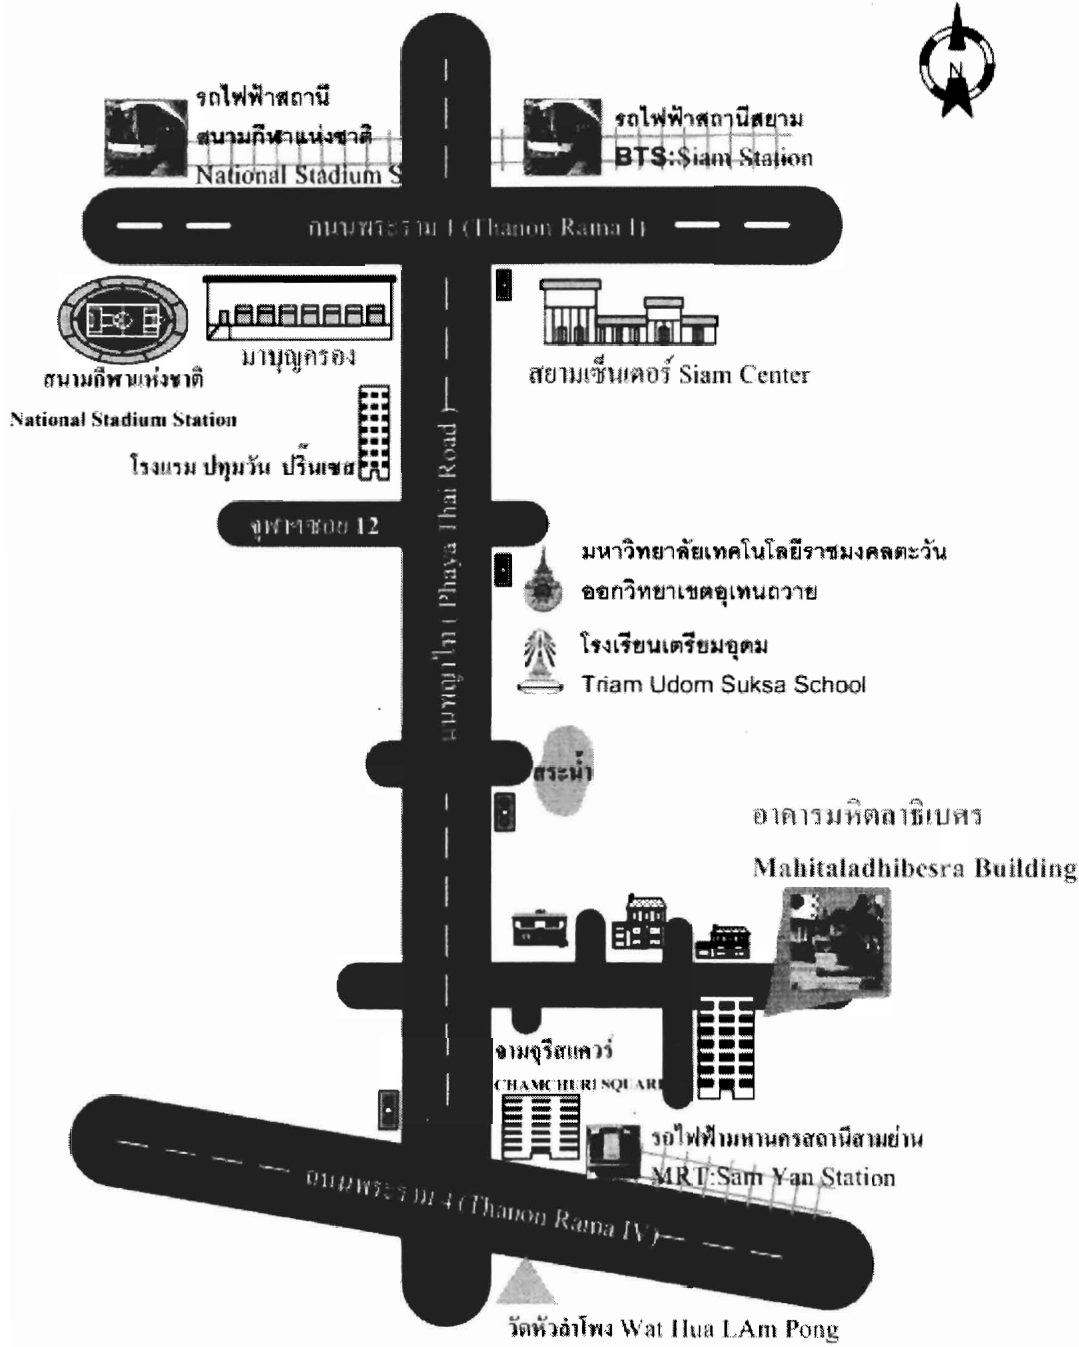 N
รถไฟฟ้าสถานี
สนามกีฬาแห่งชาติ
National Stadium S
รถไฟฟ้าสถานีสยาม
BTS:Siam Station
ถนนพระราม 1 (Thanon Rama I)
สนามกีฬาแห่งชาติ
National Stadium Station
มาบุญครอง
สยามเซ็นเตอร์ Siam Center
โรงแรม ปทุมวัน ปริ๊นเซส
จุฬาฯซอย 12
ถนนพญาไท ( Phaya Thai Road )
มหาวิทยาลัยเทคโนโลยีราชมงคลตะวัน
ออกวิทยาเขตอุเทนถวาย
โรงเรียนเตรียมอุดม
Triam Udom Suksa School
สระน้ำ
อาคารมหิตลาธิเบศร
Mahitaladhibesra Building
จามจุรีสแควร์
CHAMCHURI SQUAR
รถไฟฟ้ามหานครสถานีสามย่าน
MRT:Sam Yan Station
ถนนพระราม 4 (Thanon Rama IV)
วัดหัวลำโพง Wat Hua LAm Pong